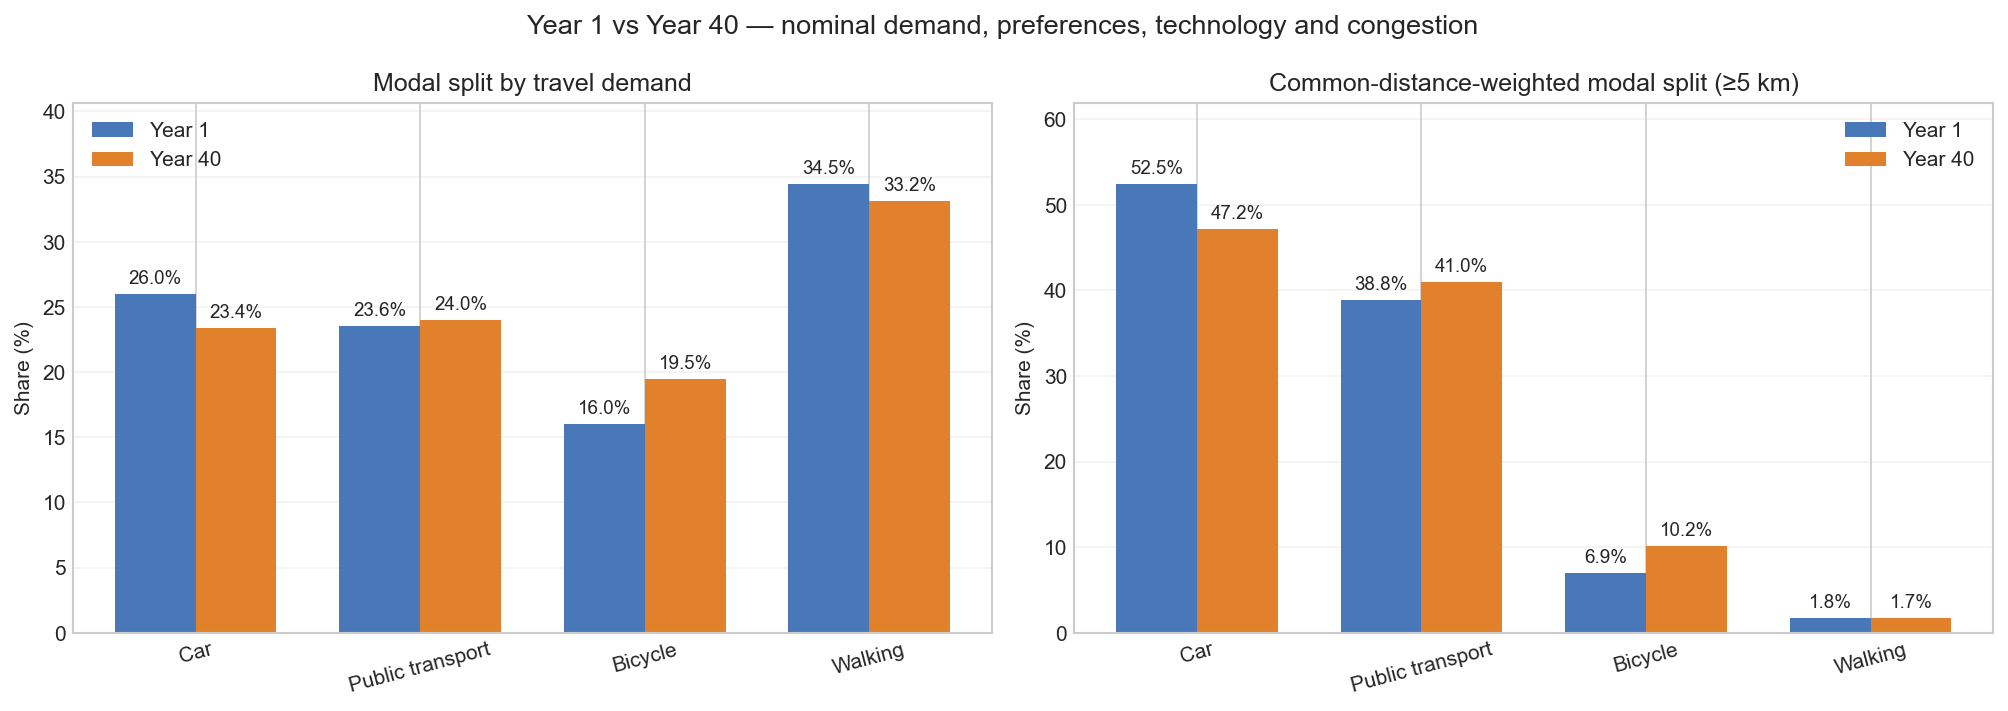 Year 1 vs Year 40 — nominal demand, preferences, technology and congestion
Modal split by travel demand
Share (%)
40
35
30
25
20
15
10
5
0
Year 1
Year 40
26.0%
23.4%
23.6%
24.0%
16.0%
19.5%
34.5%
33.2%
Car
Public transport
Bicycle
Walking
Common-distance-weighted modal split (≥5 km)
Share (%)
60
50
40
30
20
10
0
Year 1
Year 40
52.5%
47.2%
38.8%
41.0%
6.9%
10.2%
1.8%
1.7%
Car
Public transport
Bicycle
Walking